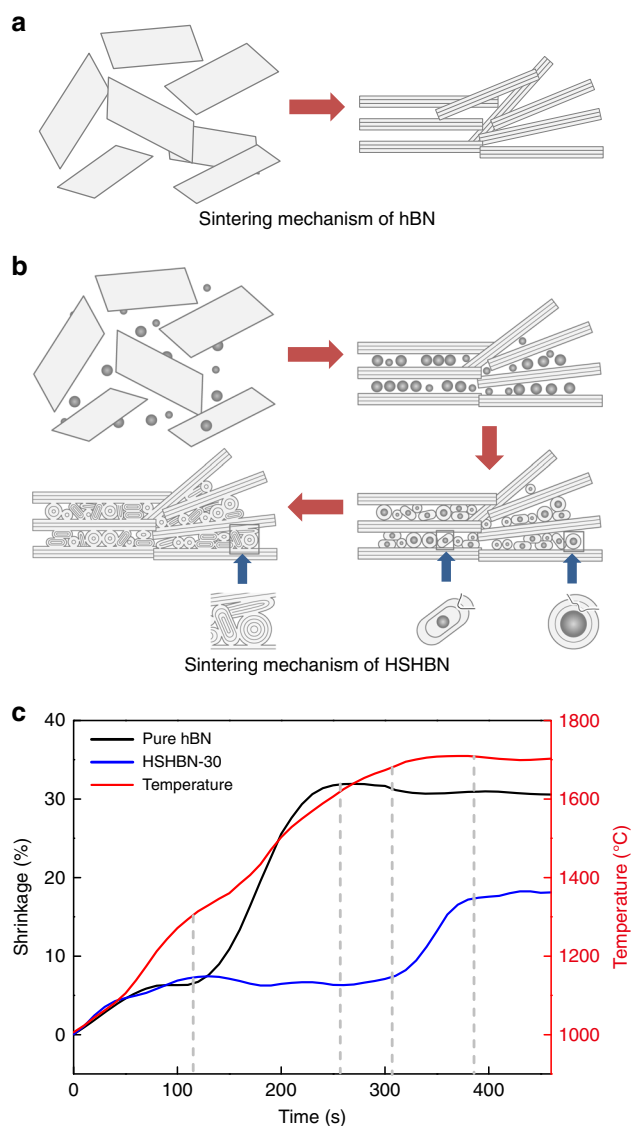 a
Sintering mechanism of hBN
b
Sintering mechanism of HSHBN
c
40
30
20
10
0
Shrinkage (%)
Pure hBN
HSHBN-30
Temperature
1800
1600
1400
1200
1000
Temperature (°C)
0
100
200
300
400
Time (s)